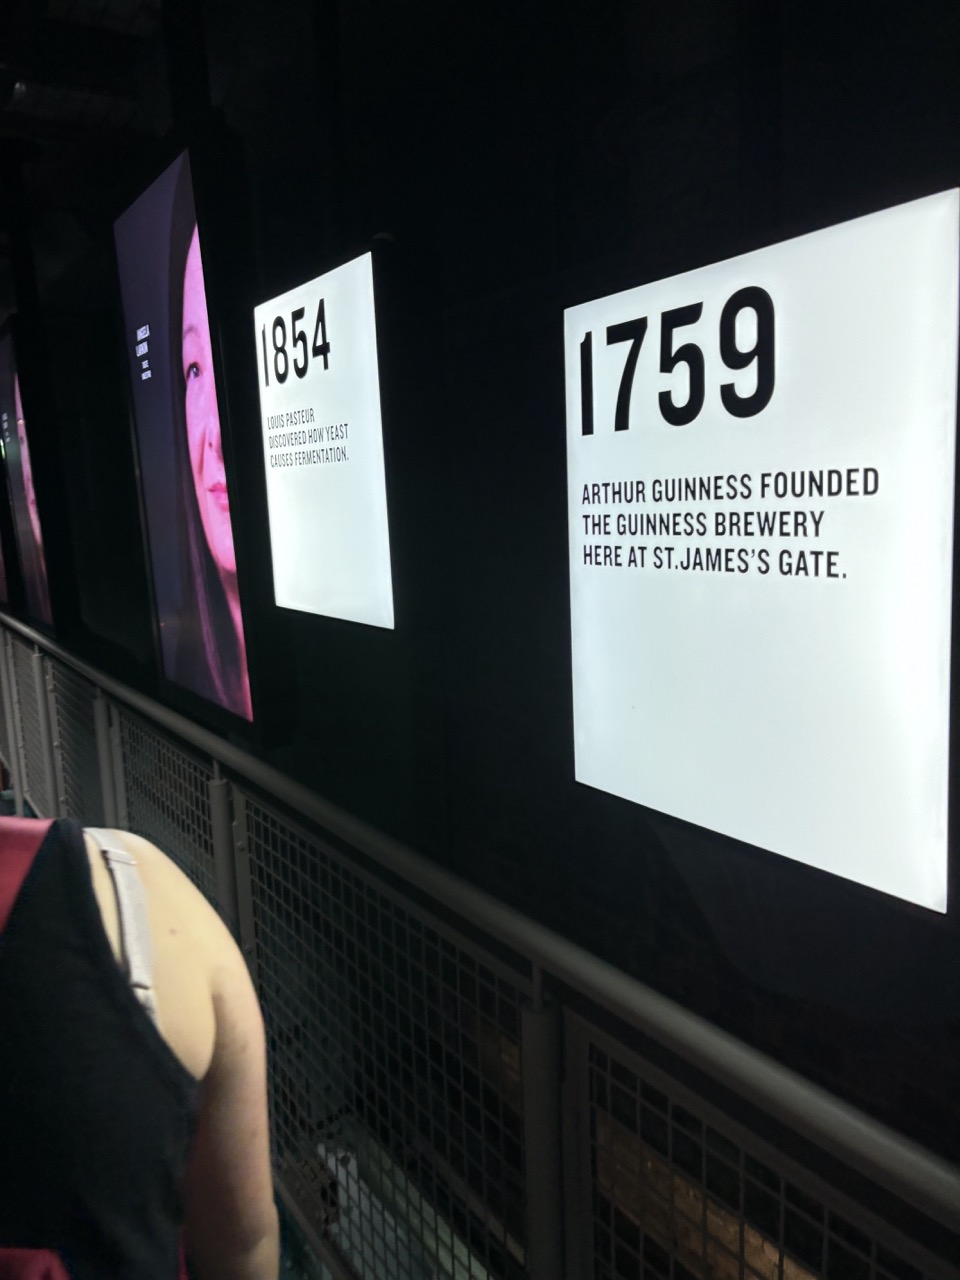 1759
ARTHUR GUINNESS FOUNDED
THE GUINNESS BREWERY
HERE AT ST.JAMES'S GATE.
1854
LOUIS PASTEUR
DISCOVERED HOW YEAST
CAUSES FERMENTATION.